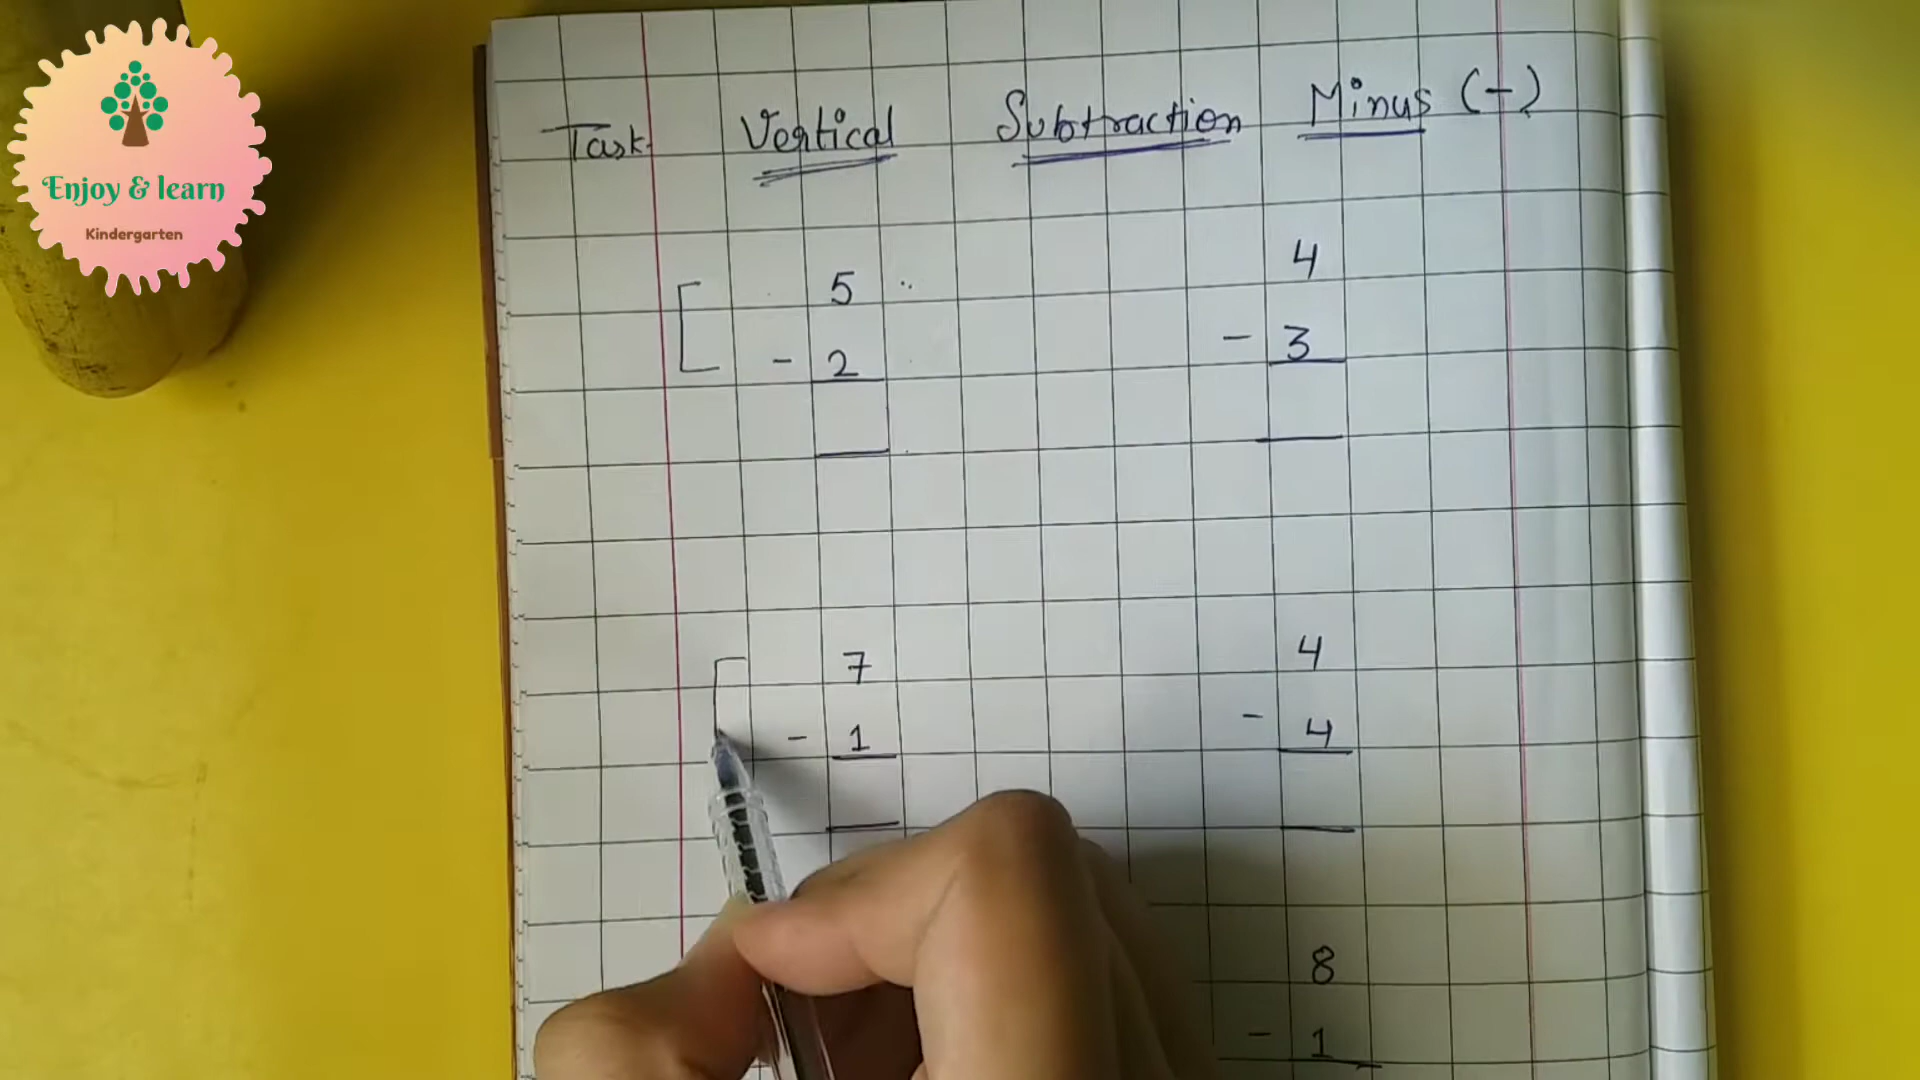 Enjoy & learn
Kindergarten
Task Vertical Subtraction Minus (-)
5 4
- 2 - 3
7 4
- 1 - 4
8
- 1